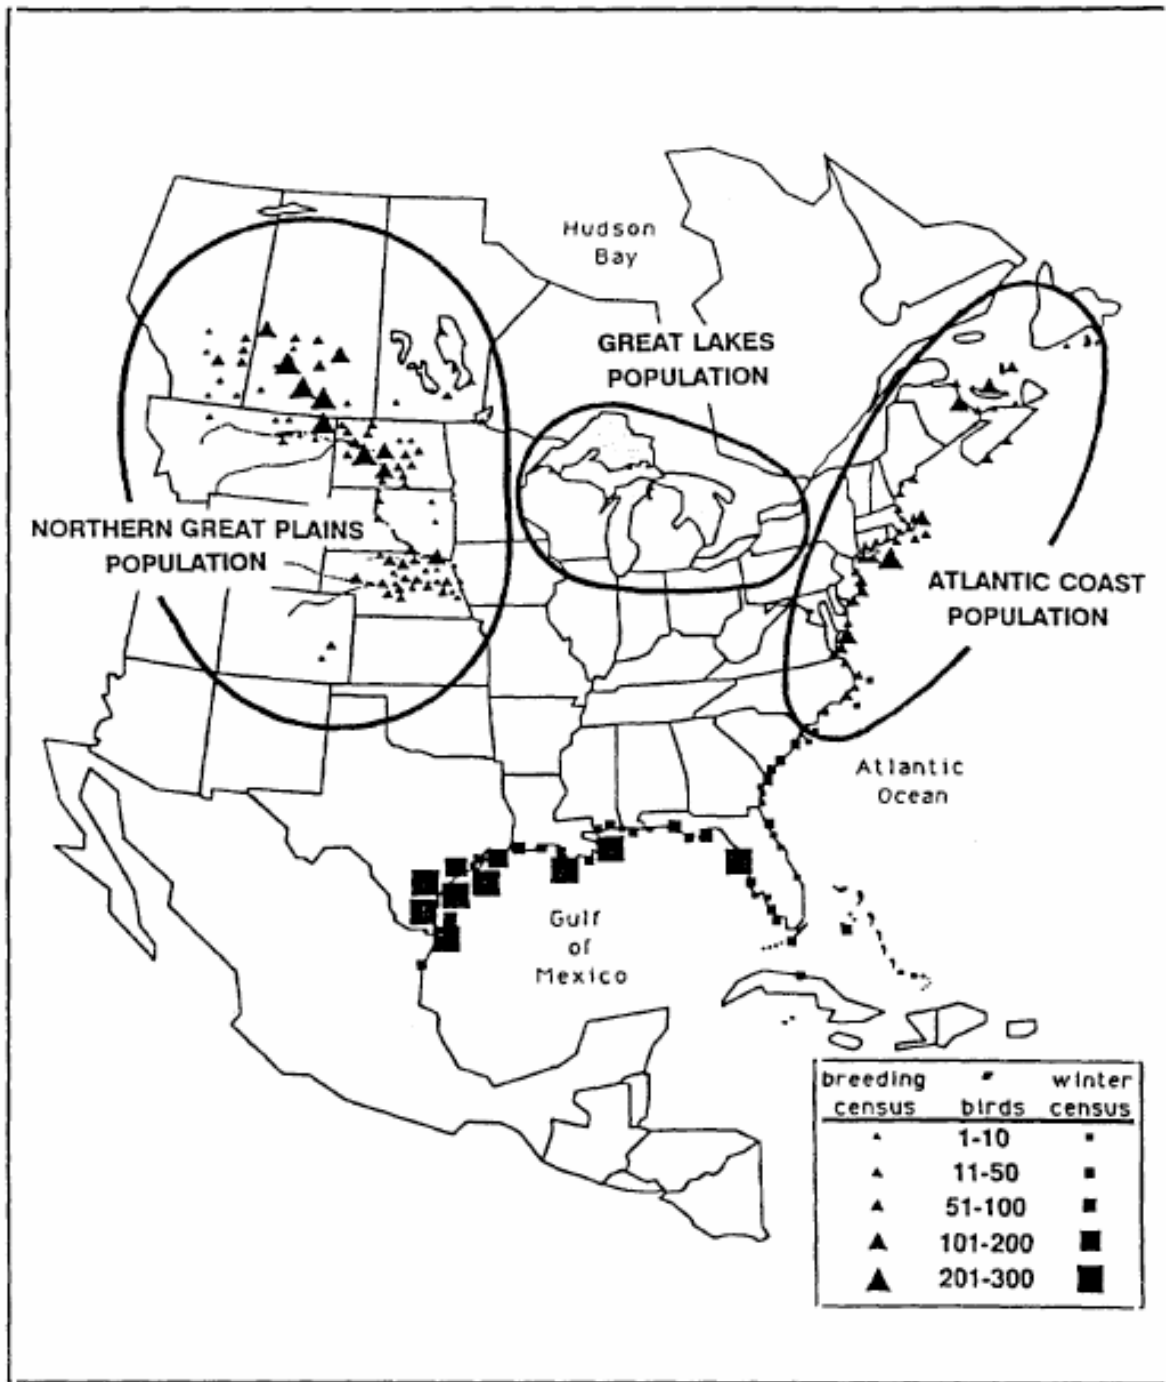 Hudson
Bay
GREAT LAKES
POPULATION
NORTHERN GREAT PLAINS
POPULATION
ATLANTIC COAST
POPULATION
Atlantic
Ocean
Gulf
of
Mexico
breeding # winter
census birds census
1-10
11-50
51-100
101-200
201-300